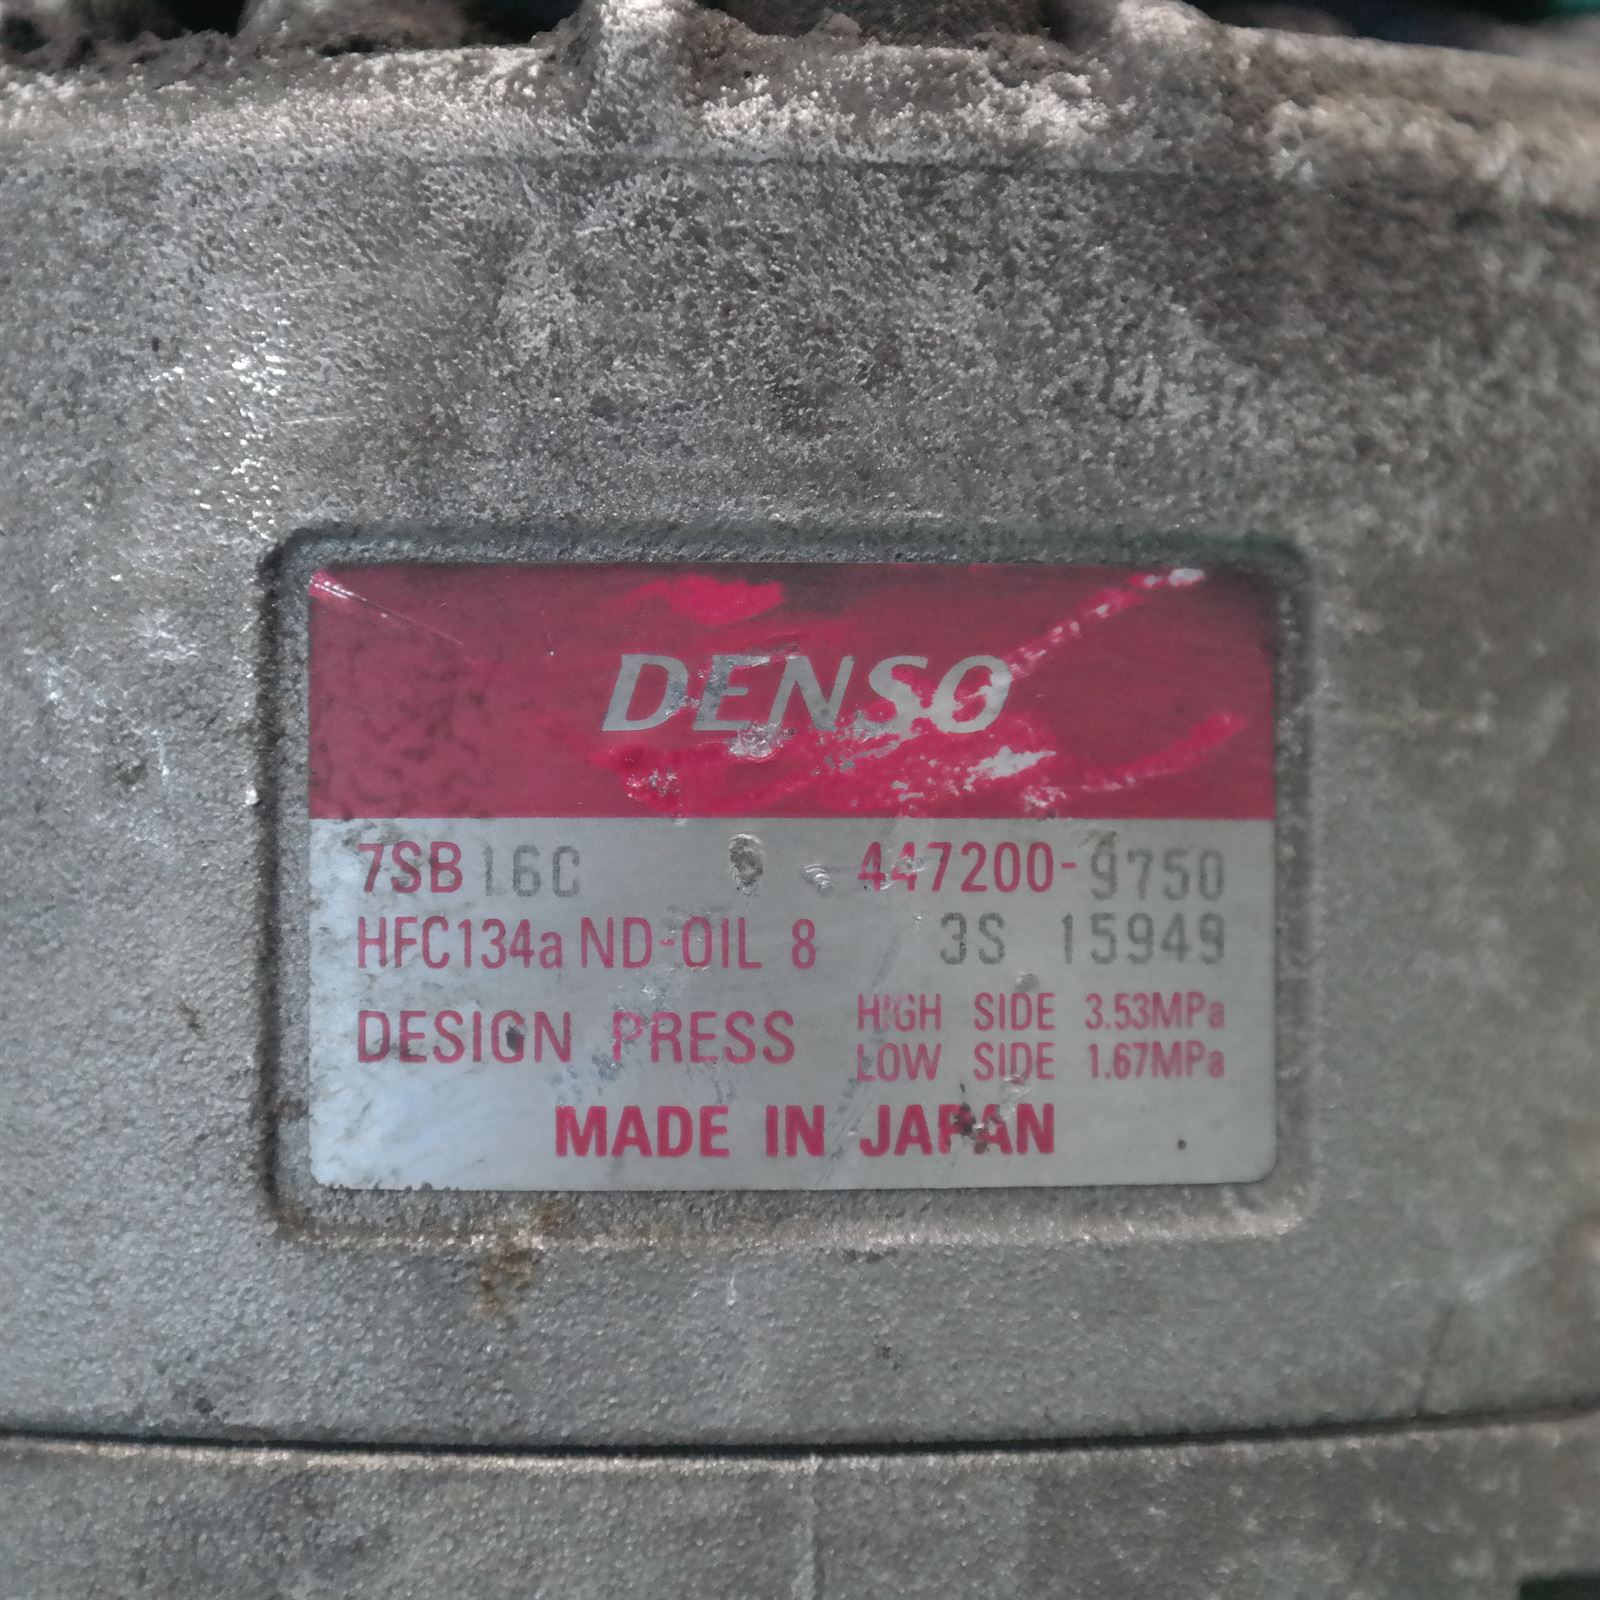 DENSO
7SB16C 6 447200-9750
HFC134a ND-OIL 8 3S 15949
DESIGN PRESS HIGH SIDE 3.53MPa
LOW SIDE 1.67MPa
MADE IN JAPAN